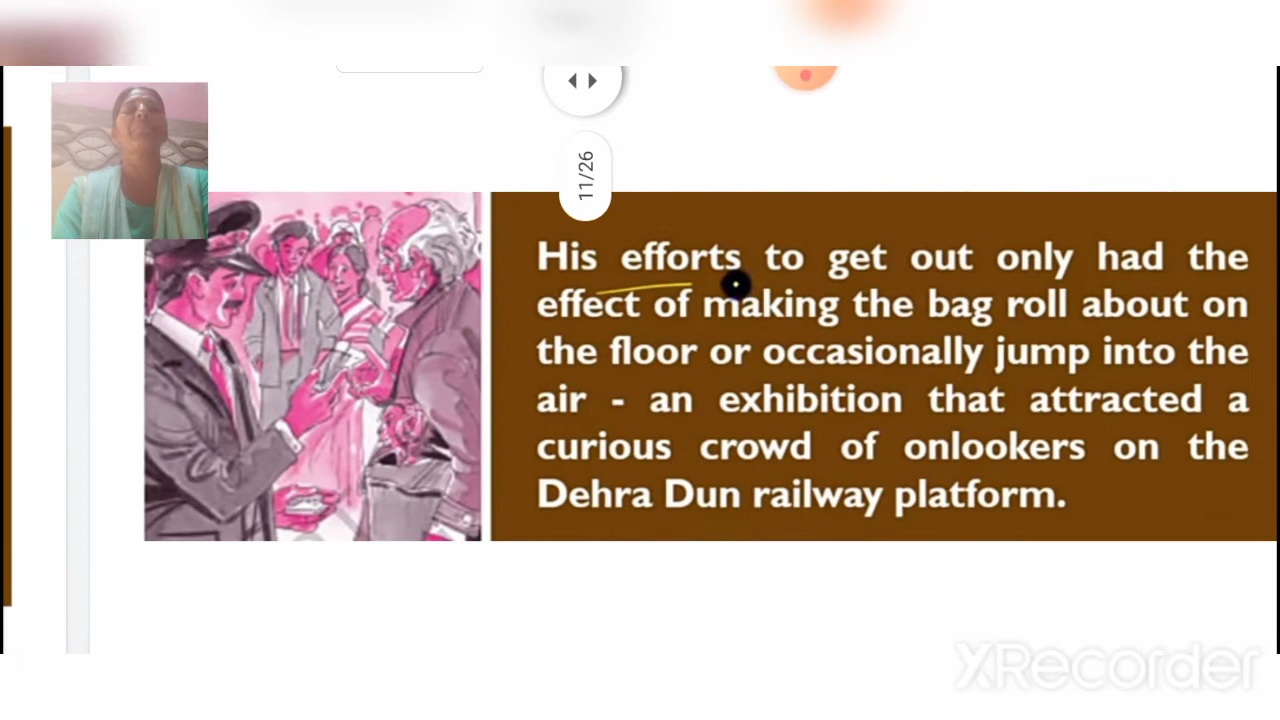 11/26
His efforts to get out only had the
effect of making the bag roll about on
the floor or occasionally jump into the
air - an exhibition that attracted a
curious crowd of onlookers on the
Dehra Dun railway platform.
XRecorder